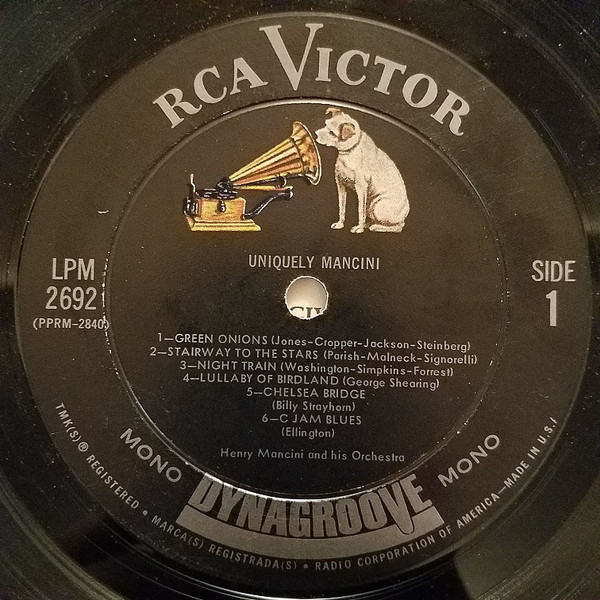 RCA VICTOR
UNIQUELY MANCINI
LPM
2692
(PPRM-2840)
SIDE
1
1—GREEN ONIONS (Jones-Cropper-Jackson-Steinberg)
2—STAIRWAY TO THE STARS (Parish-Malneck-Signorelli)
3—NIGHT TRAIN (Washington-Simpkins-Forrest)
4—LULLABY OF BIRDLAND (George Shearing)
5—CHELSEA BRIDGE
(Billy Strayhorn)
6—C JAM BLUES
(Ellington)
Henry Mancini and his Orchestra
MONO
DYNAGROOVE
MONO
TMK(S)® REGISTERED • MARCA(S) REGISTRADA(S) • RADIO CORPORATION OF AMERICA—MADE IN U.S.A.